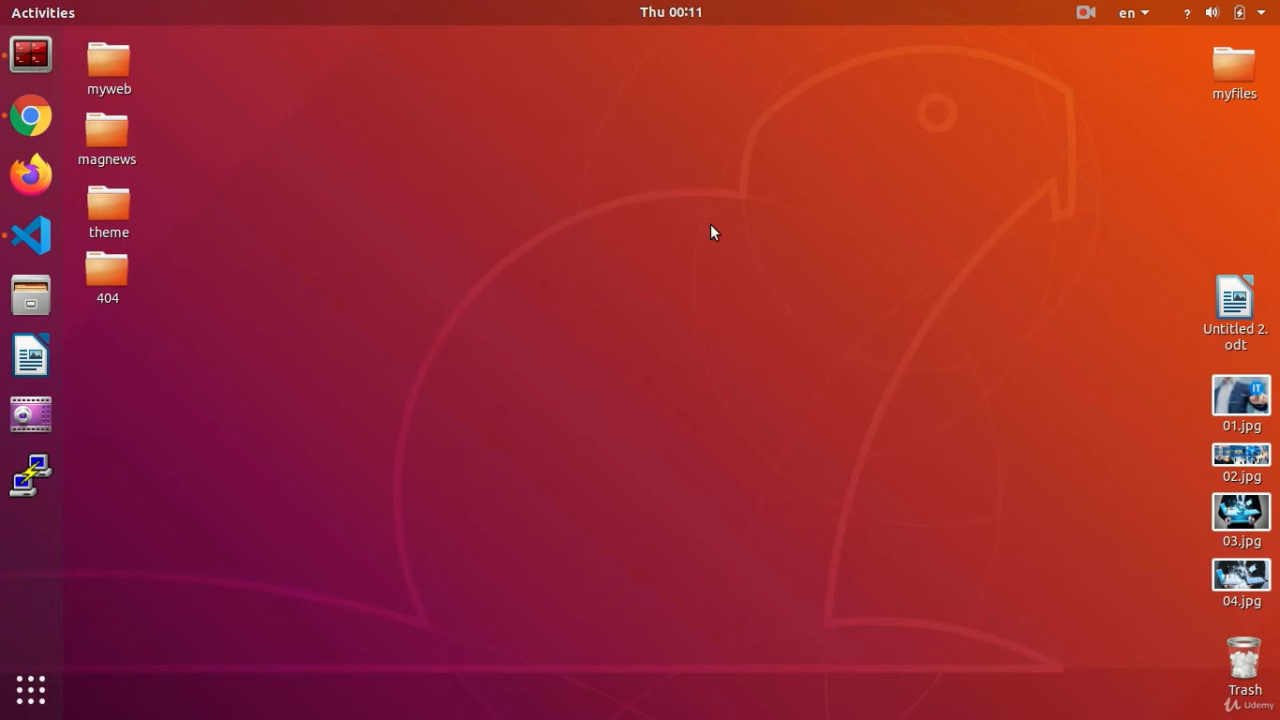 Activities
Thu 00:11
en
?
myweb
magnews
theme
404
myfiles
Untitled 2.
odt
IT
01.jpg
02.jpg
03.jpg
04.jpg
Trash
Udemy